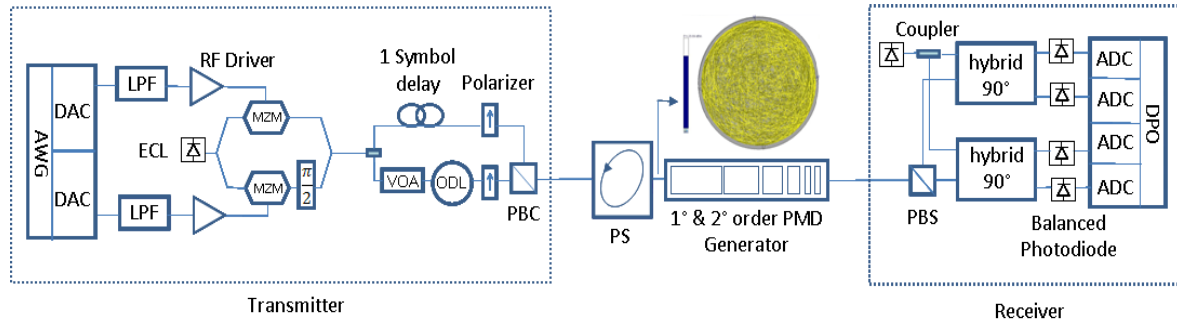 1 Symbol
delay
RF Driver
LPF
DAC
AWG
MZM
ECL
DAC
LPF
MZM
π
2
Polarizer
VOA
ODL
PBC
Transmitter
PS
1° & 2° order PMD
Generator
Coupler
hybrid
90°
ADC
ADC
DPO
hybrid
90°
ADC
ADC
PBS
Balanced
Photodiode
Receiver